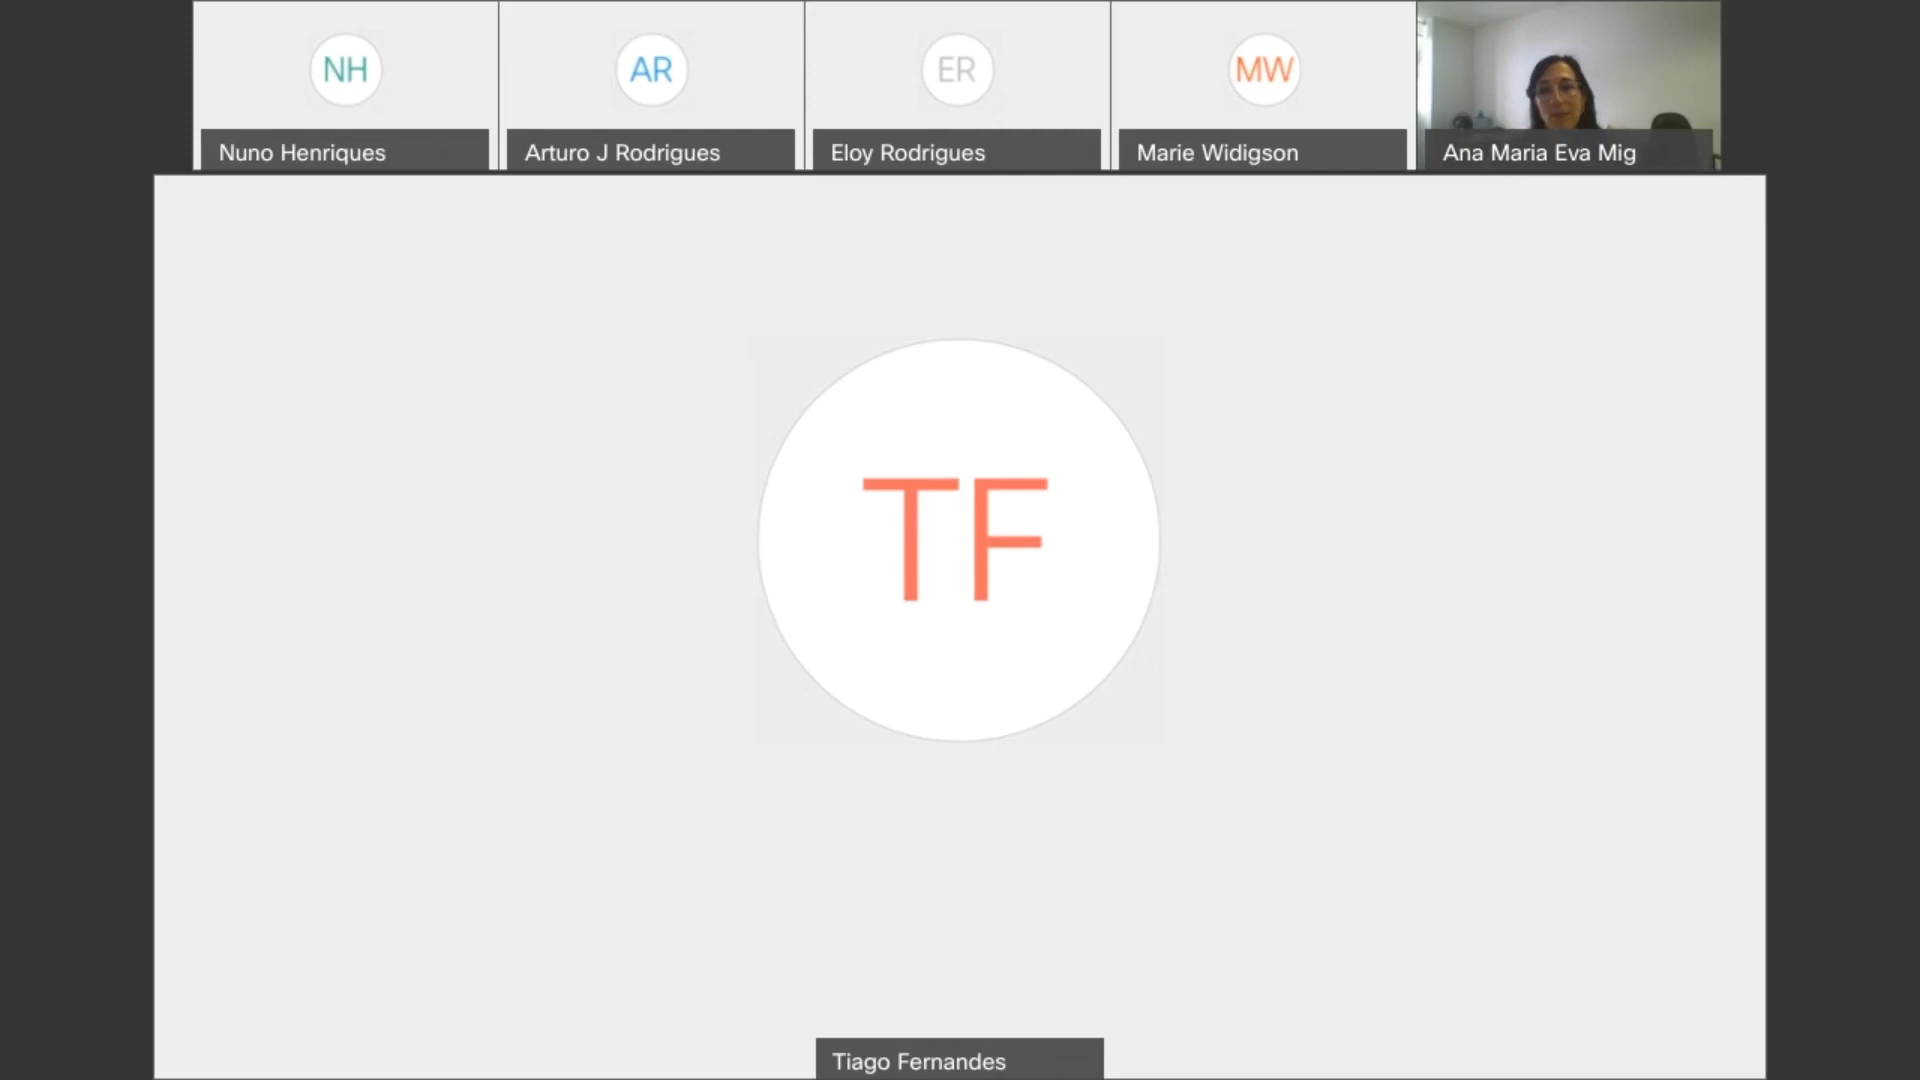 NH
AR
ER
MW
Nuno Henriques
Arturo J Rodrigues
Eloy Rodrigues
Marie Widigson
Ana Maria Eva Mig
TF
Tiago Fernandes